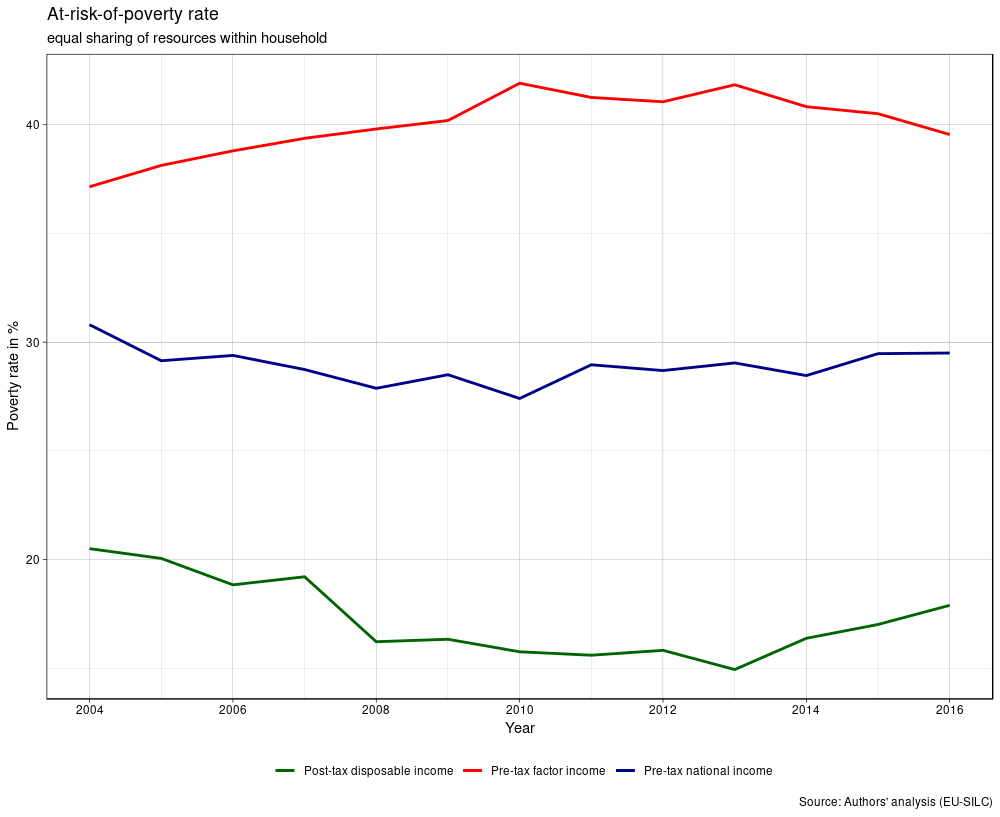 At-risk-of-poverty rate
equal sharing of resources within household
Poverty rate in %
40
30
20
2004 2006 2008 2010 2012 2014 2016
Year
Post-tax disposable income Pre-tax factor income Pre-tax national income
Source: Authors' analysis (EU-SILC)